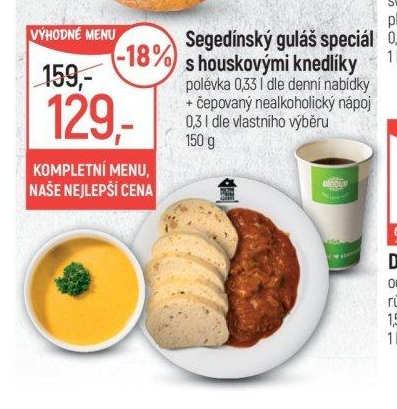 VÝHODNÉ MENU
-18%
159,-
129,-
KOMPLETNÍ MENU,
NAŠE NEJLEPŠÍ CENA
Segedínský guláš speciál
s houskovými knedlíky
polévka 0,33 l dle denní nabídky
+ čepovaný nealkoholický nápoj
0,3 l dle vlastního výběru
150 g
GLOBUS